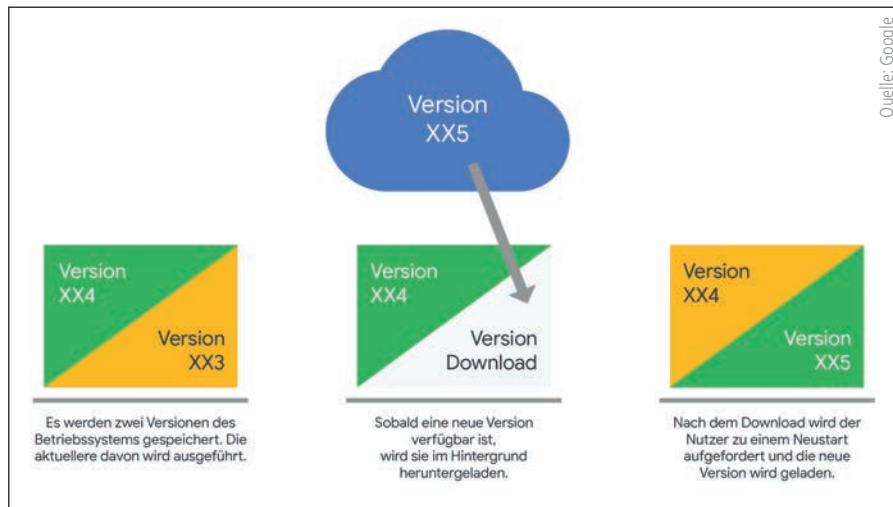 Quelle: Google
Version
XX5
Version
XX4
Version
XX3
Es werden zwei Versionen des
Betriebssystems gespeichert. Die
aktuellere davon wird ausgeführt.
Version
XX4
Version
Download
Sobald eine neue Version
verfügbar ist,
wird sie im Hintergrund
heruntergeladen.
Version
XX4
Version
XX5
Nach dem Download wird der
Nutzer zu einem Neustart
aufgefordert und die neue
Version wird geladen.